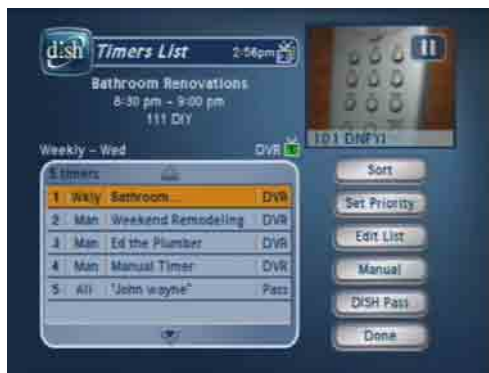 dish Timers List 2:56pm
Bathroom Renovations
8:30 pm - 9:00 pm
111 DIY
101 DNFYI
Weekly - Wed DVR
5 timers
1 Wkly Bathroom... DVR
2 Man Weekend Remodeling DVR
3 Man Ed the Plumber DVR
4 Man Manual Timer DVR
5 All "John wayne" Pass
Sort
Set Priority
Edit List
Manual
DISH Pass
Done